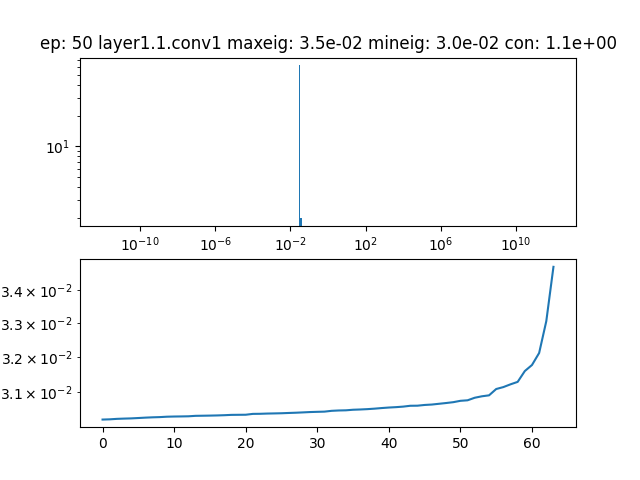 ep: 50 layer1.1.conv1 maxeig: 3.5e-02 mineig: 3.0e-02 con: 1.1e+00
10¹
10⁻¹⁰ 10⁻⁶ 10⁻² 10² 10⁶ 10¹⁰
3.4 × 10⁻²
3.3 × 10⁻²
3.2 × 10⁻²
3.1 × 10⁻²
0 10 20 30 40 50 60